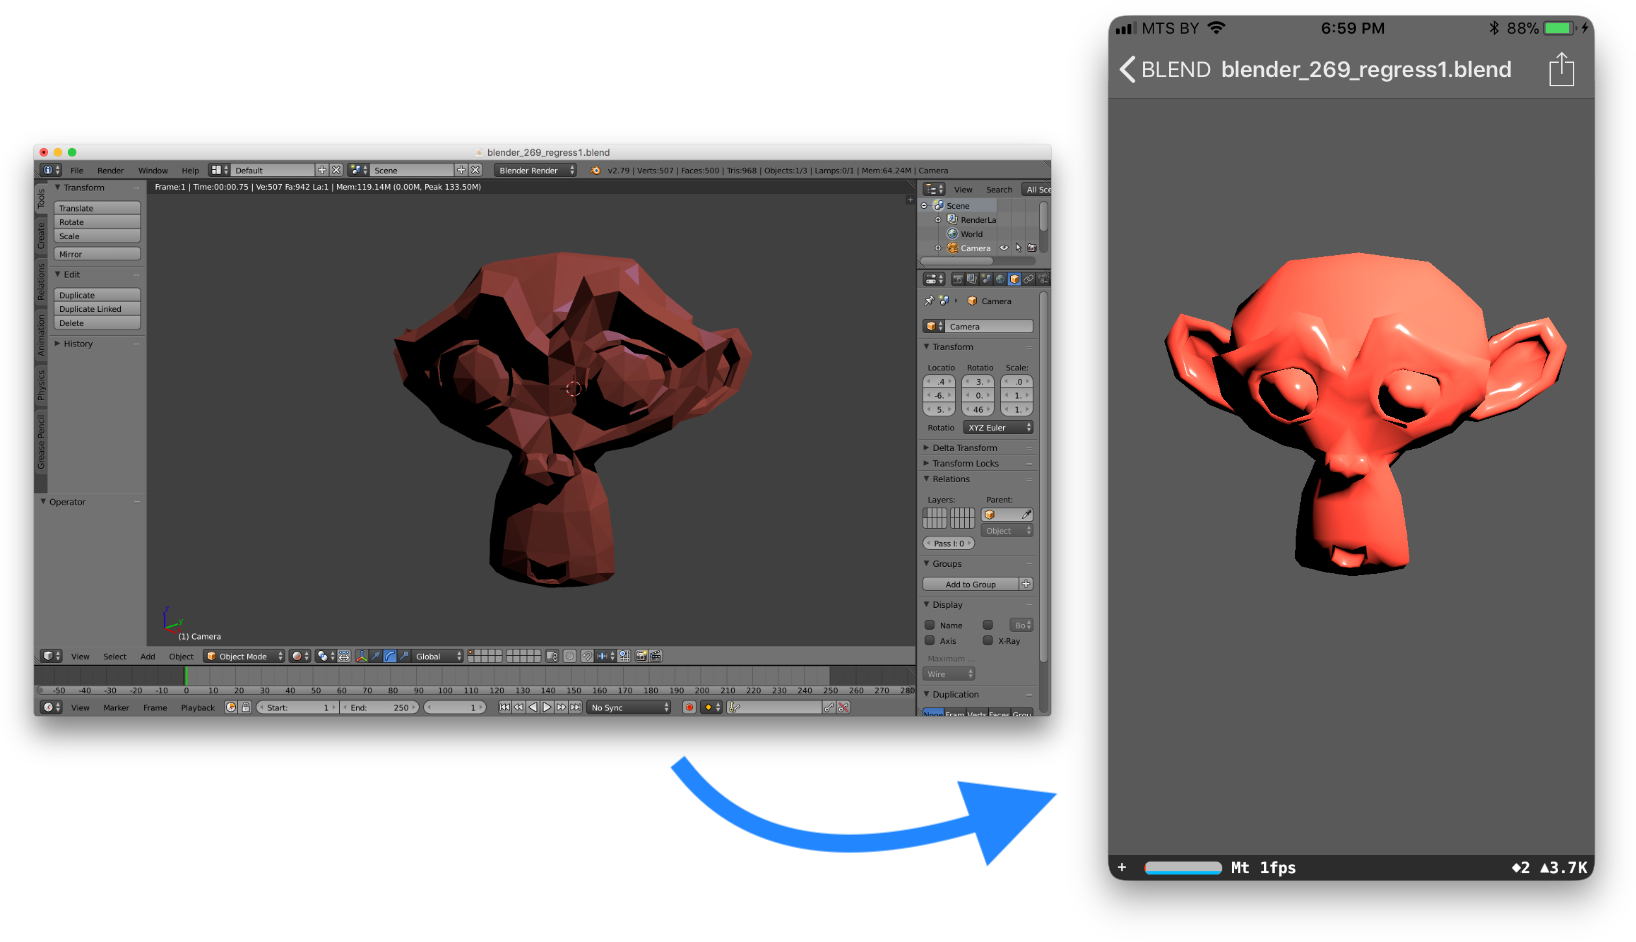 blender_269_regress1.blend
File Render Window Help Default Scene Blender Render v2.79 | Verts:507 | Faces:500 | Tris:968 | Objects:1/3 | Lamps:0/1 | Mem:64.24M | Camera
Tools
Create
Relations
Animation
Physics
Grease Pencil
Transform
Translate
Rotate
Scale
Mirror
Edit
Duplicate
Duplicate Linked
Delete
History
Operator
Frame:1 | Time:00:00.75 | Ve:507 Fa:942 La:1 | Mem:119.14M (0.00M, Peak 133.50M)
z
y
(1) Camera
View Search All Sce
Scene
RenderLa
World
Camera
Camera
Camera
Transform
Locatio Rotatio Scale:
.4 3. .0
-6. 0. 1.
5. 46 1.
Rotatio XYZ Euler
Delta Transform
Transform Locks
Relations
Layers: Parent:
Object
Pass I: 0
Groups
Add to Group
Display
Name Bo
Axis X-Ray
Maximum ...
Wire
Duplication
None Fram Verts Faces Grou
View Select Add Object Object Mode Global
-50 -40 -30 -20 -10 0 10 20 30 40 50 60 70 80 90 100 110 120 130 140 150 160 170 180 190 200 210 220 230 240 250 260 270 280
View Marker Frame Playback Start: 1 End: 250 1 No Sync
MTS BY 6:59 PM 88%
BLEND blender_269_regress1.blend
+ Mt 1fps ◆2 ▲3.7K